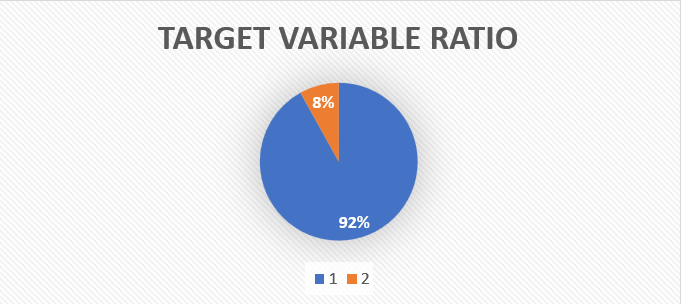 TARGET VARIABLE RATIO
8%
92%
1 2